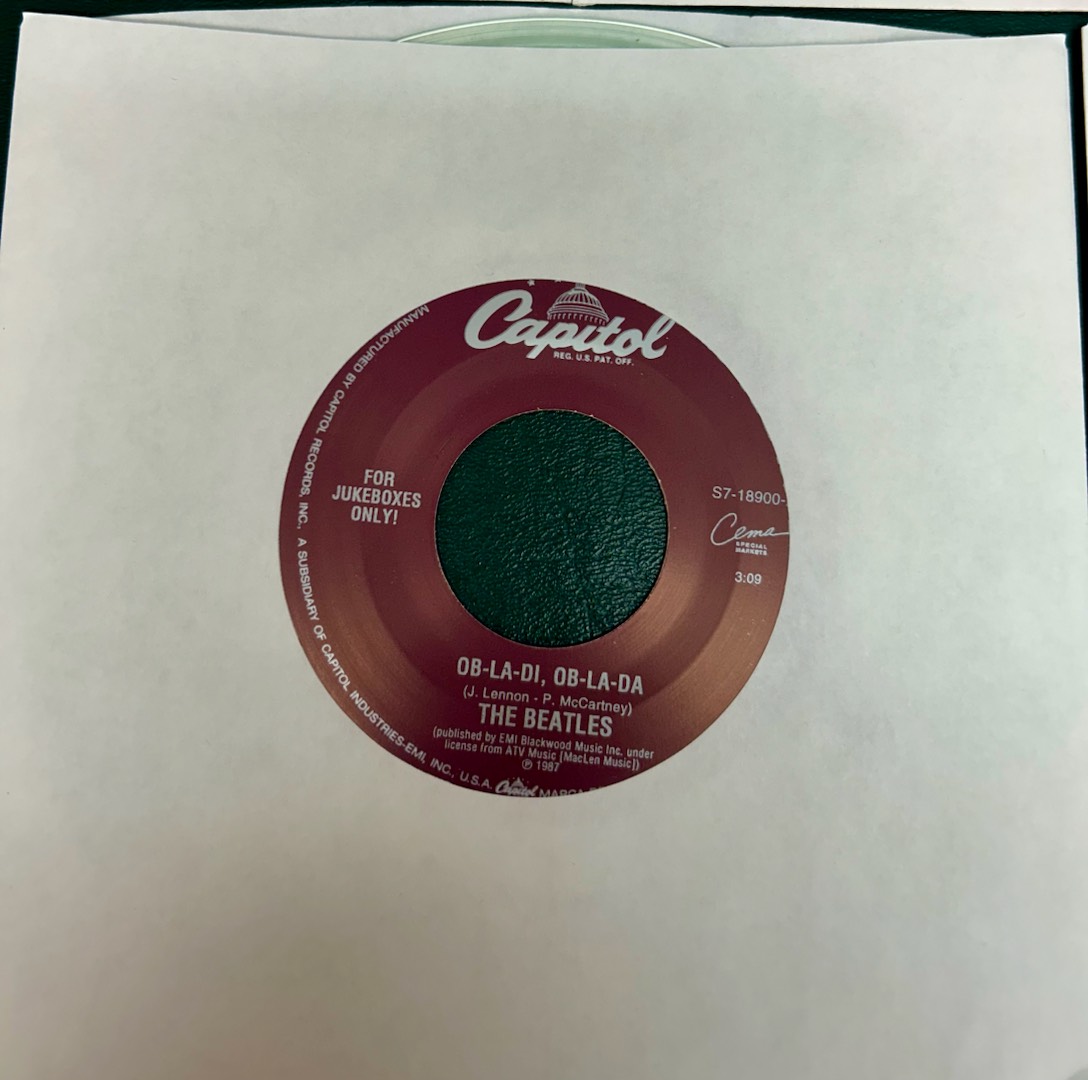 Capitol
REG. U.S. PAT. OFF.
MANUFACTURED BY CAPITOL RECORDS, INC., A SUBSIDIARY OF CAPITOL INDUSTRIES-EMI, INC., U.S.A. Capitol MARCA
FOR
JUKEBOXES
ONLY!
S7-18900-
Cema
SPECIAL
MARKETS
3:09
OB-LA-DI, OB-LA-DA
(J. Lennon - P. McCartney)
THE BEATLES
(published by EMI Blackwood Music Inc. under
license from ATV Music [MacLen Music])
℗ 1987